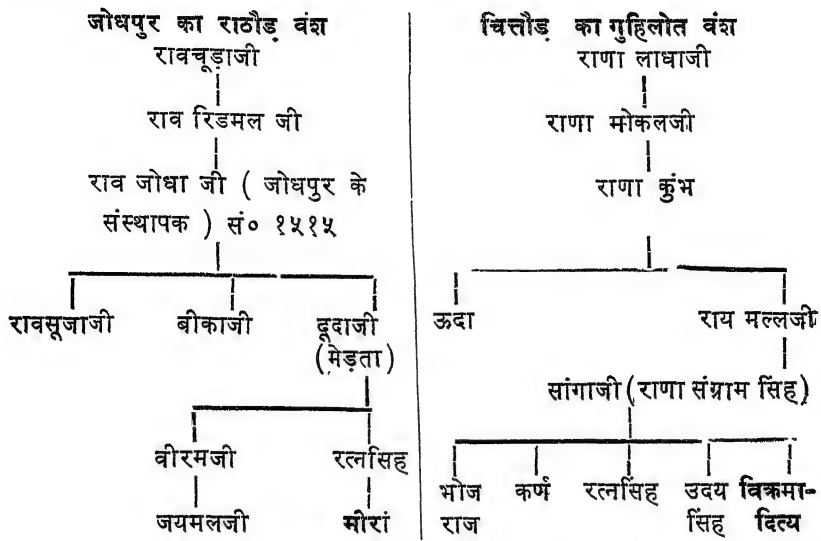 जोधपुर का राठौड़ वंश
रावचूड़ाजी
राव रिडमल जी
राव जोधा जी ( जोधपुर के
संस्थापक ) सं० १५१५
रावसूजाजी बीकाजी दूदाजी
(मेड़ता)
वीरमजी रत्नसिंह
जयमलजी मीरां
चित्तौड़ का गुहिलोत वंश
राणा लाधाजी
राणा मोकलजी
राणा कुंभ
ऊदा राय मल्लजी
सांगाजी (राणा संग्राम सिंह)
भोज कर्ण रत्नसिंह उदय विक्रमा-
राज सिंह दित्य